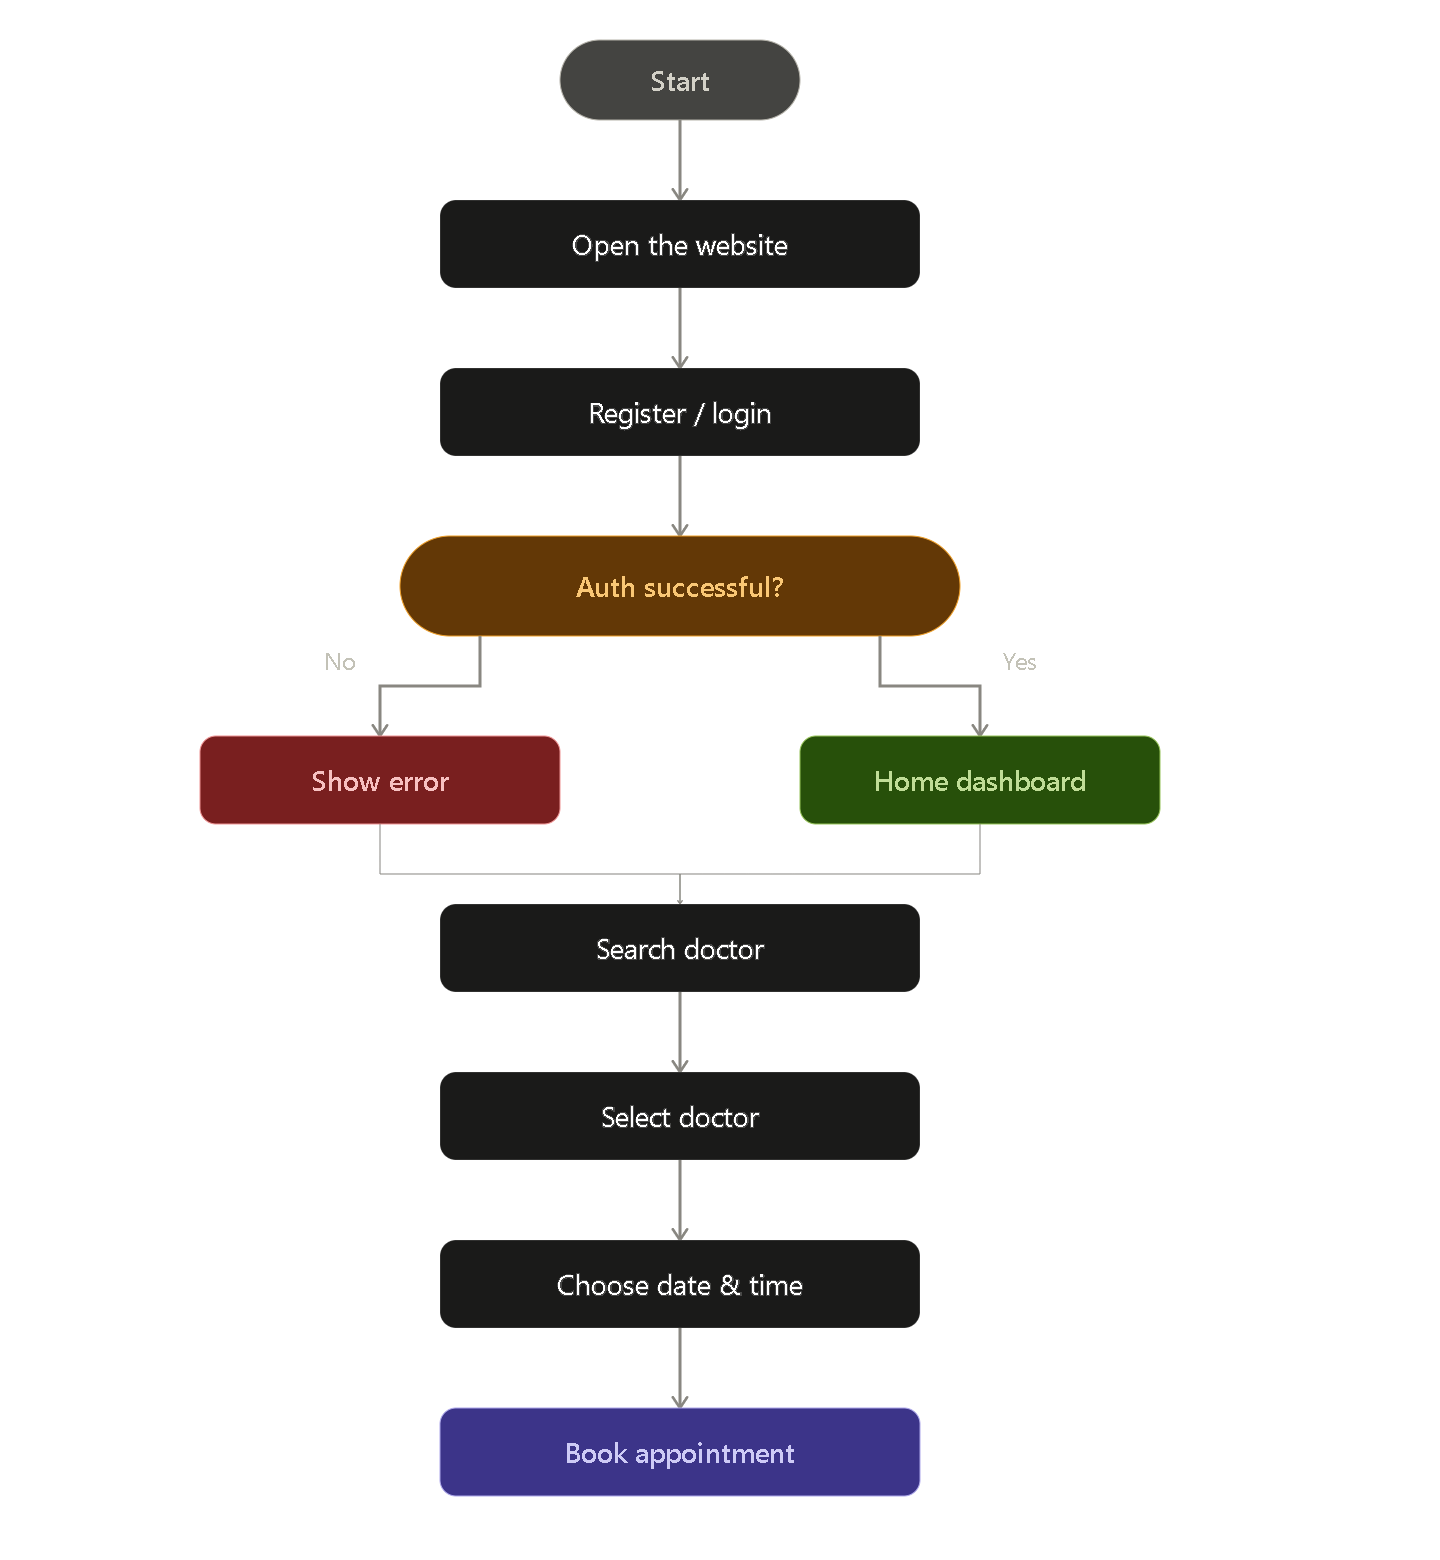 Start
Open the website
Register / login
Auth successful?
No
Yes
Show error
Home dashboard
Search doctor
Select doctor
Choose date & time
Book appointment